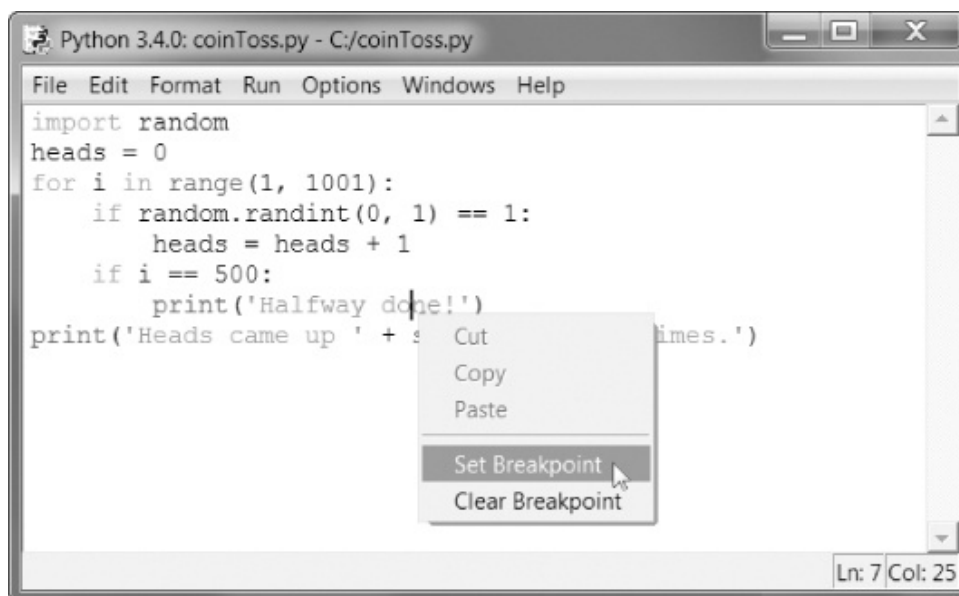 Python 3.4.0: coinToss.py - C:/coinToss.py
File Edit Format Run Options Windows Help
import random
heads = 0
for i in range(1, 1001):
    if random.randint(0, 1) == 1:
        heads = heads + 1
    if i == 500:
        print('Halfway done!')
print('Heads came up ' + s imes.')
Cut
Copy
Paste
Set Breakpoint
Clear Breakpoint
Ln: 7 Col: 25